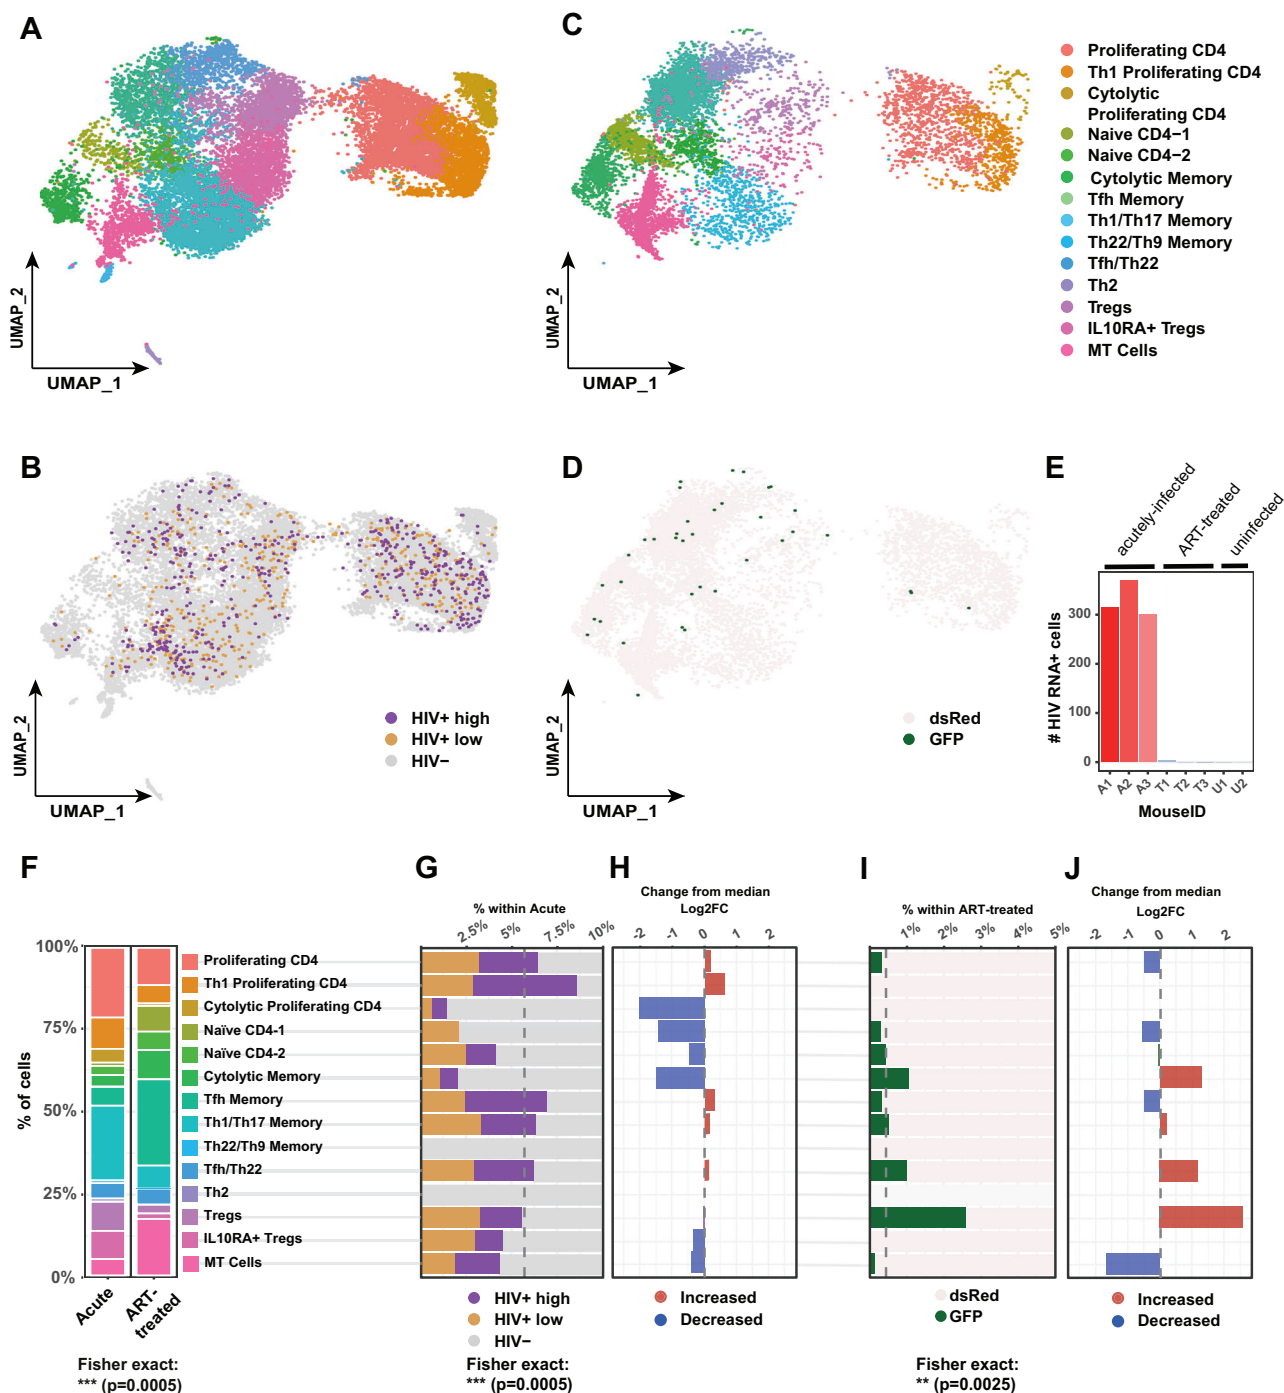 A
UMAP_2
UMAP_1
C
UMAP_2
UMAP_1
Proliferating CD4
Th1 Proliferating CD4
Cytolytic
Proliferating CD4
Naive CD4−1
Naive CD4−2
Cytolytic Memory
Tfh Memory
Th1/Th17 Memory
Th22/Th9 Memory
Tfh/Th22
Th2
Tregs
IL10RA+ Tregs
MT Cells
B
UMAP_2
UMAP_1
HIV+ high
HIV+ low
HIV−
D
UMAP_2
UMAP_1
dsRed
GFP
E
acutely-infected
ART-treated
uninfected
# HIV RNA+ cells
300
200
100
0
A1 A2 A3 T1 T2 T3 U1 U2
MouseID
F
% of cells
100%
75%
50%
25%
0%
Acute
ART-
treated
Fisher exact:
*** (p=0.0005)
Proliferating CD4
Th1 Proliferating CD4
Cytolytic Proliferating CD4
Naïve CD4-1
Naïve CD4-2
Cytolytic Memory
Tfh Memory
Th1/Th17 Memory
Th22/Th9 Memory
Tfh/Th22
Th2
Tregs
IL10RA+ Tregs
MT Cells
G
% within Acute
2.5% 5% 7.5% 10%
HIV+ high
HIV+ low
HIV−
Fisher exact:
*** (p=0.0005)
H
Change from median
Log2FC
-2 -1 0 1 2
Increased
Decreased
I
% within ART-treated
1% 2% 3% 4% 5%
dsRed
GFP
Fisher exact:
** (p=0.0025)
J
Change from median
Log2FC
-2 -1 0 1 2
Increased
Decreased